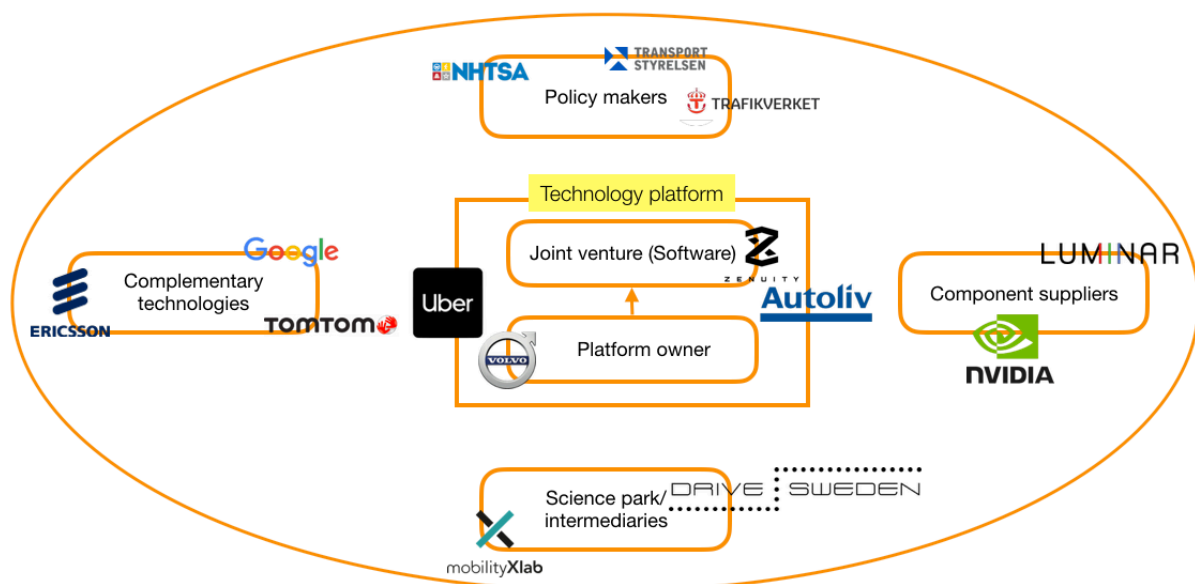 NHTSA
TRANSPORT
STYRELSEN
Policy makers
TRAFIKVERKET
Technology platform
Joint venture (Software)
ZENUITY
Autoliv
Google
Complementary
technologies
ERICSSON
TOMTOM
Uber
VOLVO
Platform owner
LUMINAR
Component suppliers
NVIDIA
Science park/
intermediaries
DRIVE SWEDEN
mobilityXlab